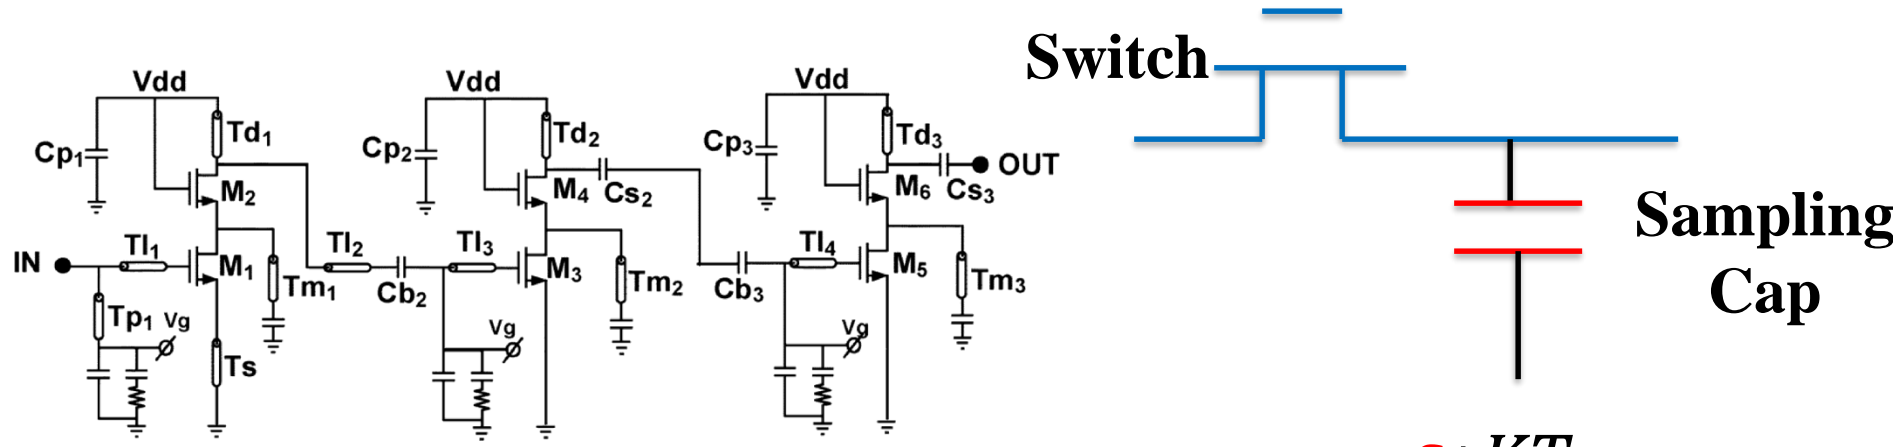 Switch
Vdd
Vdd
Vdd
Cp1
Td1
Cp2
Td2
Cp3
Td3
OUT
M2
M4
Cs2
M6
Cs3
IN
Tl1
M1
Tl2
Tl3
M3
Tl4
M5
Tm1
Cb2
Tm2
Cb3
Tm3
Tp1
Vg
Vg
Vg
Ts
Sampling
Cap
KT